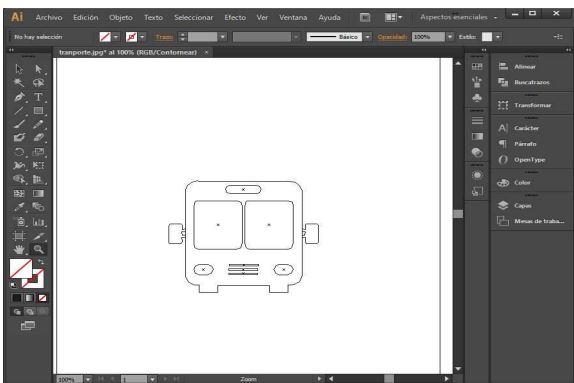 Ai Archivo Edición Objeto Texto Seleccionar Efecto Ver Ventana Ayuda Br Aspectos esenciales
No hay selección Trazo: Básico Opacidad: 100% Estilo:
tranporte.jpg* al 100% (RGB/Contornear) ×
Alinear
Buscatrazos
Transformar
Carácter
Párrafo
OpenType
Color
Capas
Mesas de traba...
100% 1 Zoom